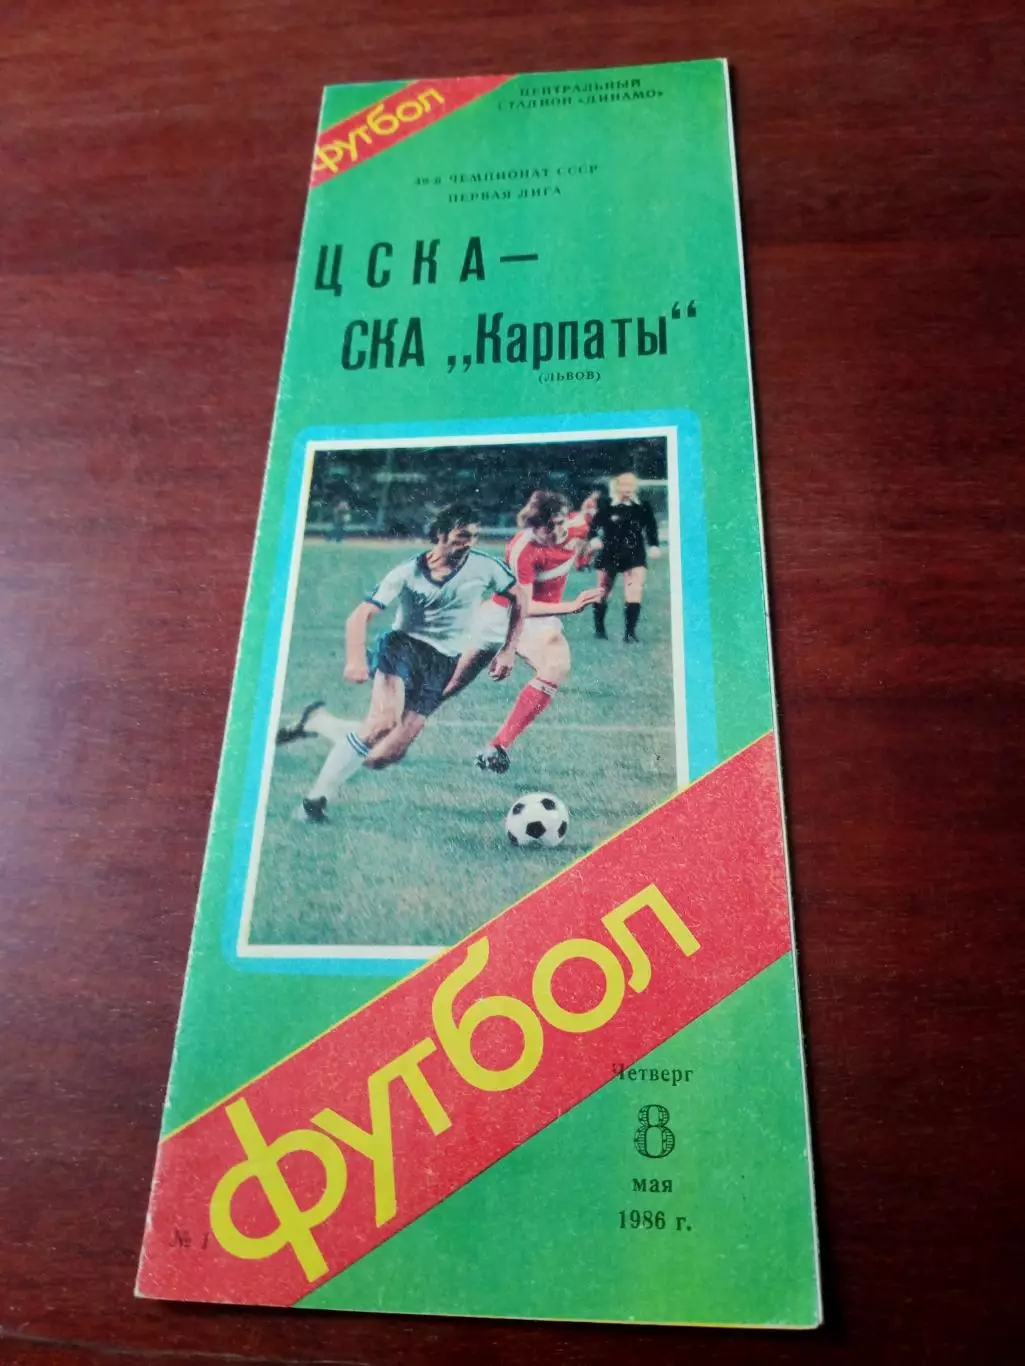 футбол
ЦЕНТРАЛЬНЫЙ
СТАДИОН «ДИНАМО»
49-й ЧЕМПИОНАТ СССР
ПЕРВАЯ ЛИГА
ЦСКА —
СКА „Карпаты“
(ЛЬВОВ)
футбол
Четверг
8
мая
1986 г.
№ 1